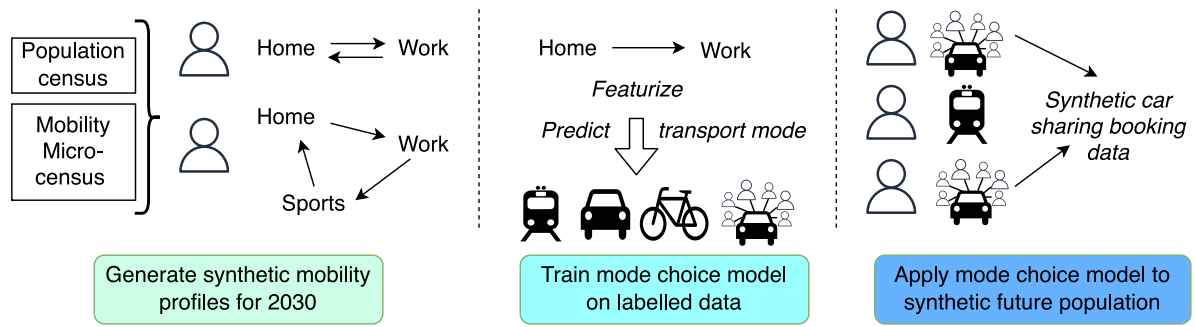 Population
census
Mobility
Micro-
census
Home
Work
Home
Work
Sports
Generate synthetic mobility
profiles for 2030
Home
Work
Featurize
Predict
transport mode
Train mode choice model
on labelled data
Synthetic car
sharing booking
data
Apply mode choice model to
synthetic future population